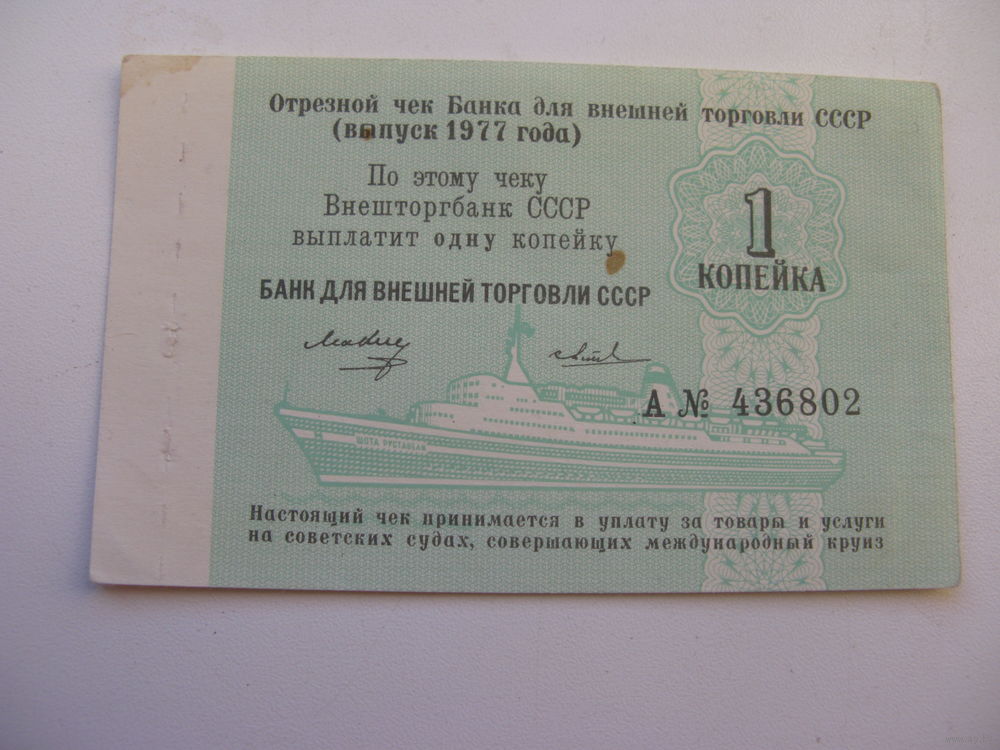 Отрезной чек Банка для внешней торговли СССР
(выпуск 1977 года)
По этому чеку
Внешторгбанк СССР
выплатит одну копейку
1
КОПЕЙКА
БАНК ДЛЯ ВНЕШНЕЙ ТОРГОВЛИ СССР
А № 436802
ШОТА РУСТАВЕЛИ
Настоящий чек принимается в уплату за товары и услуги
на советских судах, совершающих международный круиз